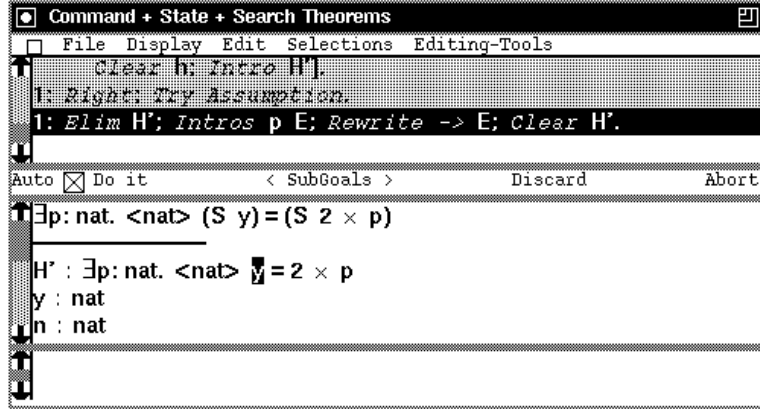 Command + State + Search Theorems
File Display Edit Selections Editing-Tools
Clear h; Intro H'].
1: Right; Try Assumption.
1: Elim H'; Intros p E; Rewrite -> E; Clear H'.
Auto Do it < SubGoals > Discard Abort
∃p: nat. <nat> (S y) = (S 2 × p)
H' : ∃p: nat. <nat> y = 2 × p
y : nat
n : nat